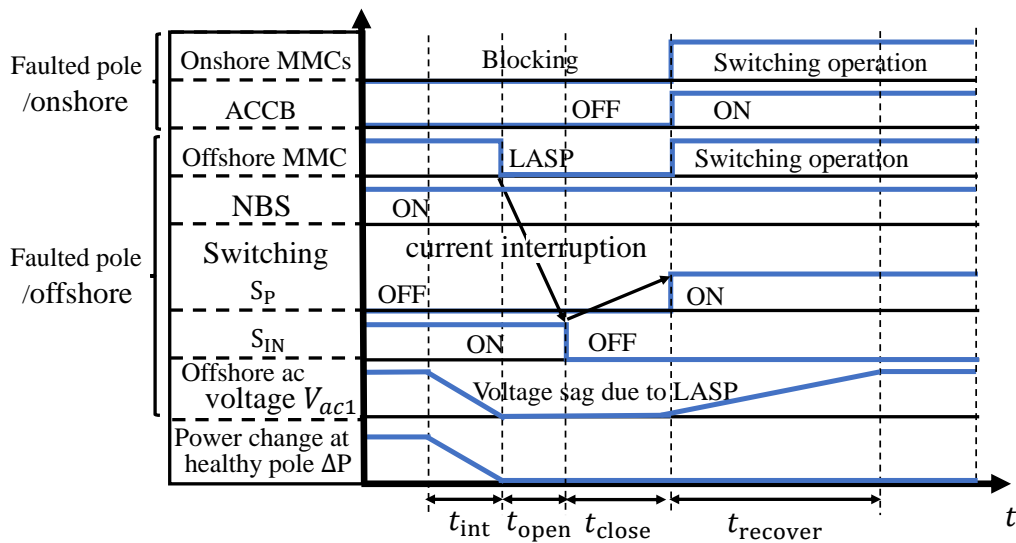 Faulted pole
/onshore
Onshore MMCs
Blocking
Switching operation
ACCB
OFF
ON
Faulted pole
/offshore
Offshore MMC
LASP
Switching operation
NBS
ON
Switching
current interruption
S_P
OFF
ON
S_IN
ON
OFF
Offshore ac
voltage V_ac1
Voltage sag due to LASP
Power change at
healthy pole ΔP
t_int
t_open
t_close
t_recover
t